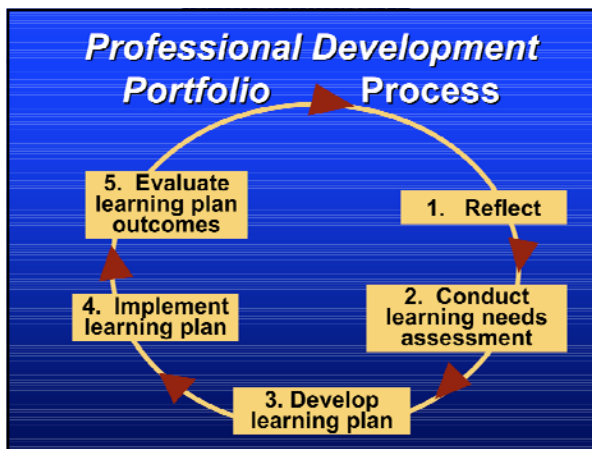 Professional Development
Portfolio Process
1. Reflect
2. Conduct
learning needs
assessment
3. Develop
learning plan
4. Implement
learning plan
5. Evaluate
learning plan
outcomes